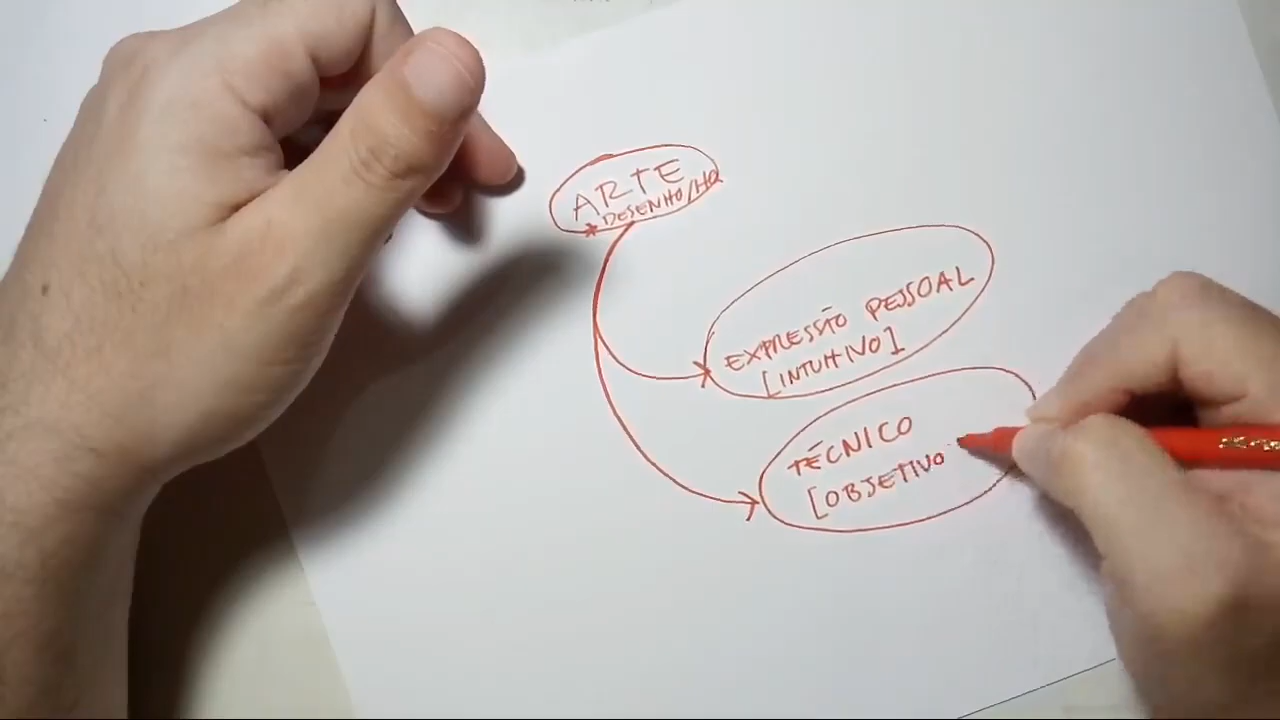 ARTE
* DESENHO/HQ
EXPRESSÃO PESSOAL
[INTUITIVO]
TÉCNICO
[OBJETIVO